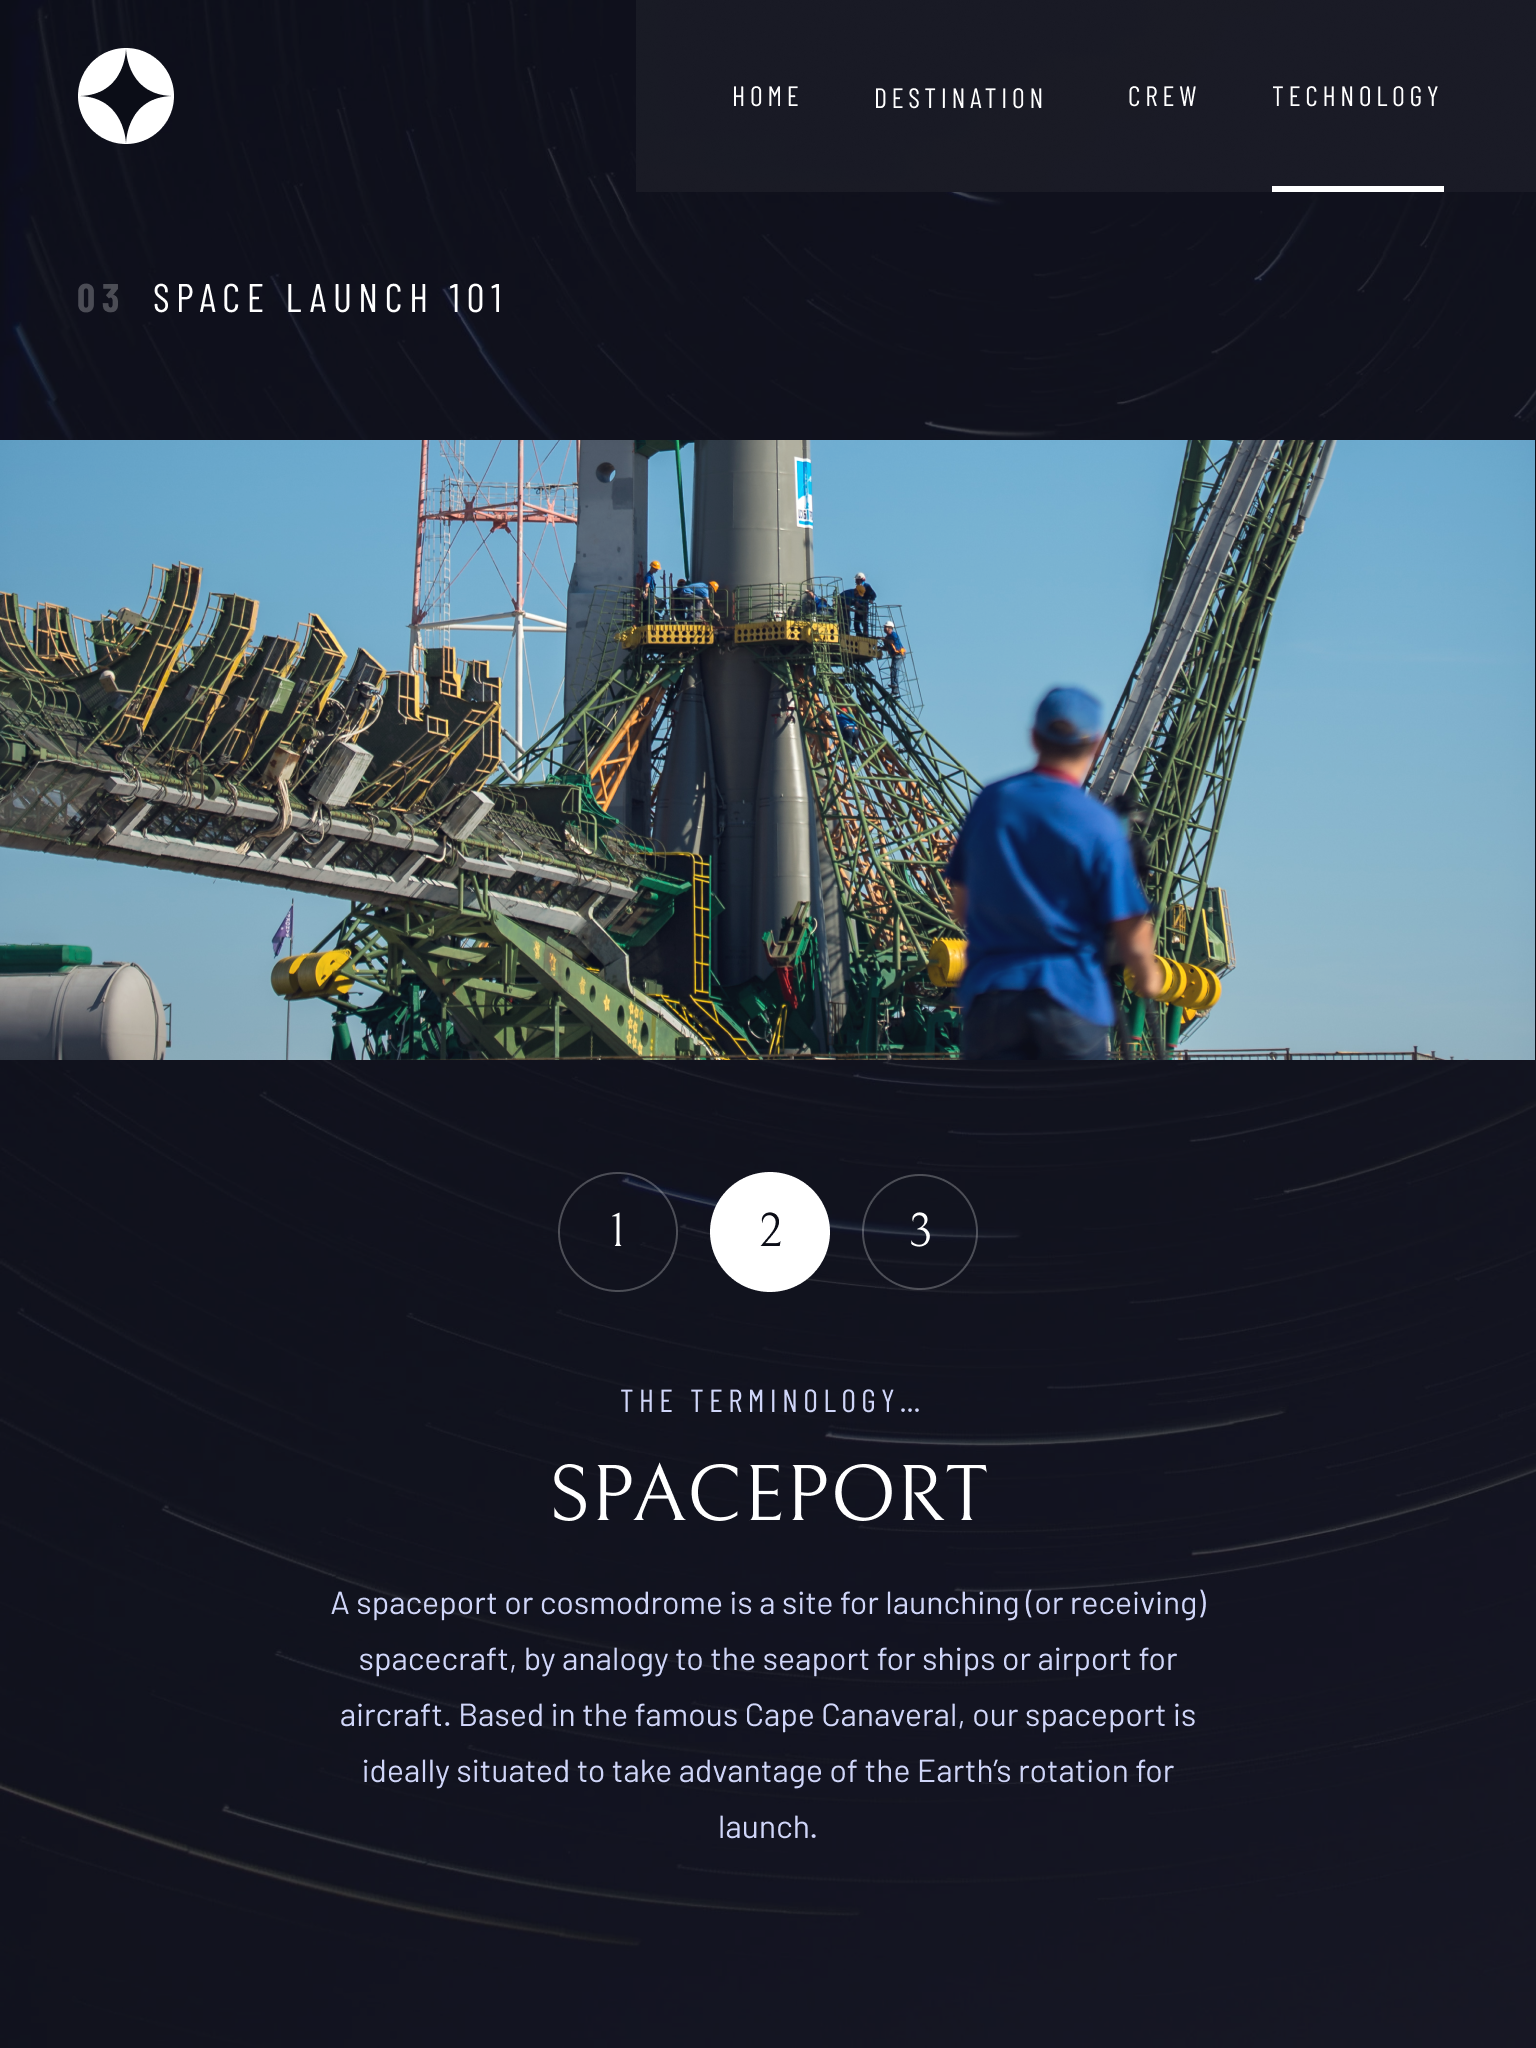 HOME DESTINATION CREW TECHNOLOGY
03 SPACE LAUNCH 101
1 2 3
THE TERMINOLOGY...
SPACEPORT
A spaceport or cosmodrome is a site for launching (or receiving)
spacecraft, by analogy to the seaport for ships or airport for
aircraft. Based in the famous Cape Canaveral, our spaceport is
ideally situated to take advantage of the Earth’s rotation for
launch.